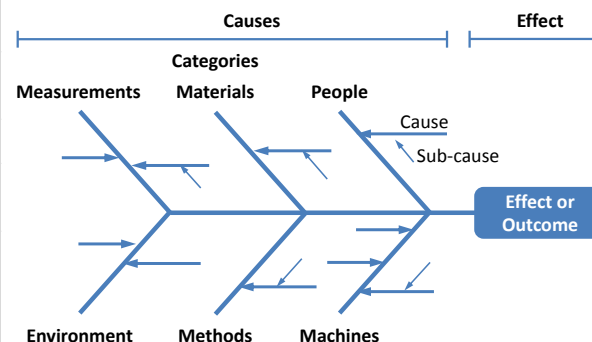 Causes
Effect
Categories
Measurements
Materials
People
Cause
Sub-cause
Effect or
Outcome
Environment
Methods
Machines